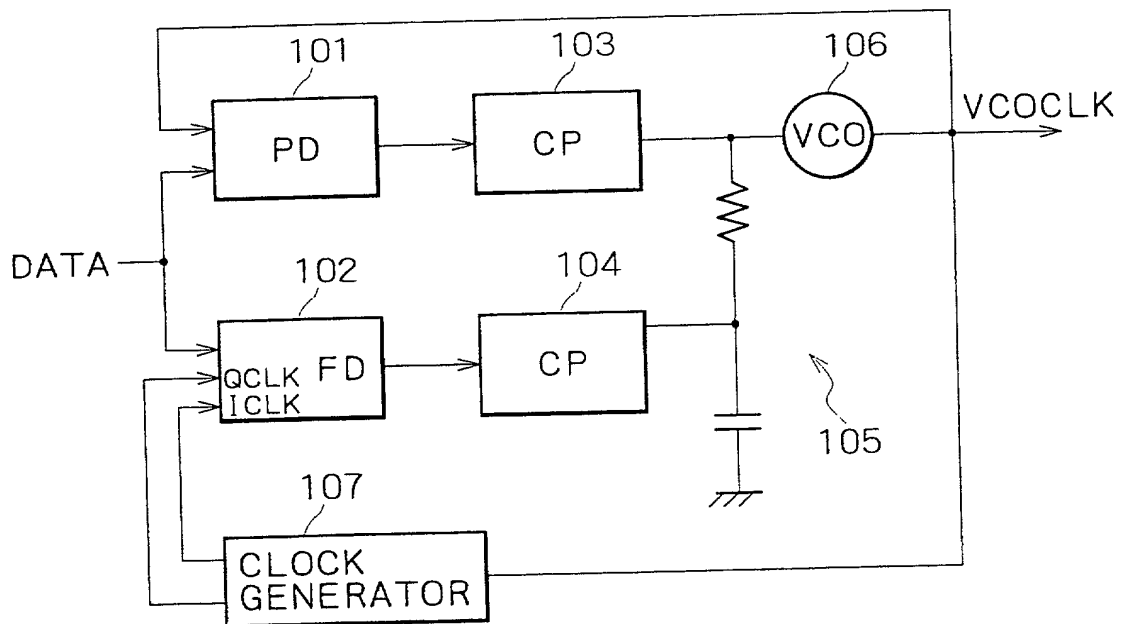 101
103
106
VCOCLK
PD
CP
VCO
DATA
102
104
QCLK
FD
ICLK
CP
105
107
CLOCK
GENERATOR